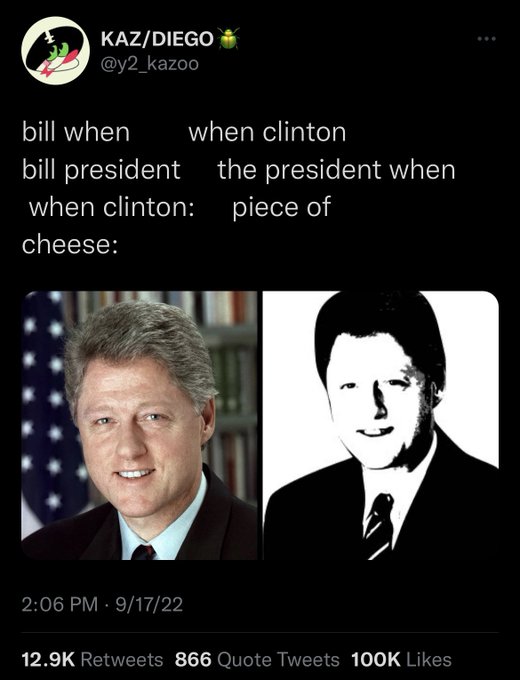 KAZ/DIEGO🪲
@y2_kazoo
bill when when clinton
bill president the president when
when clinton: piece of
cheese:
2:06 PM · 9/17/22
12.9K Retweets 866 Quote Tweets 100K Likes